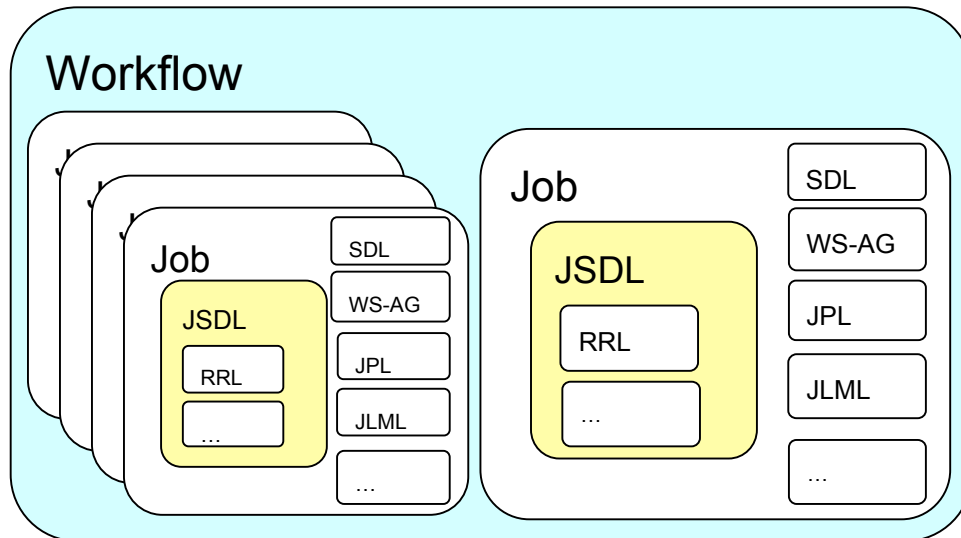 Workflow
J
J
J
J
Job
SDL
WS-AG
JSDL
RRL
JPL
JLML
…
…
Job
SDL
WS-AG
JSDL
RRL
JPL
JLML
…
…